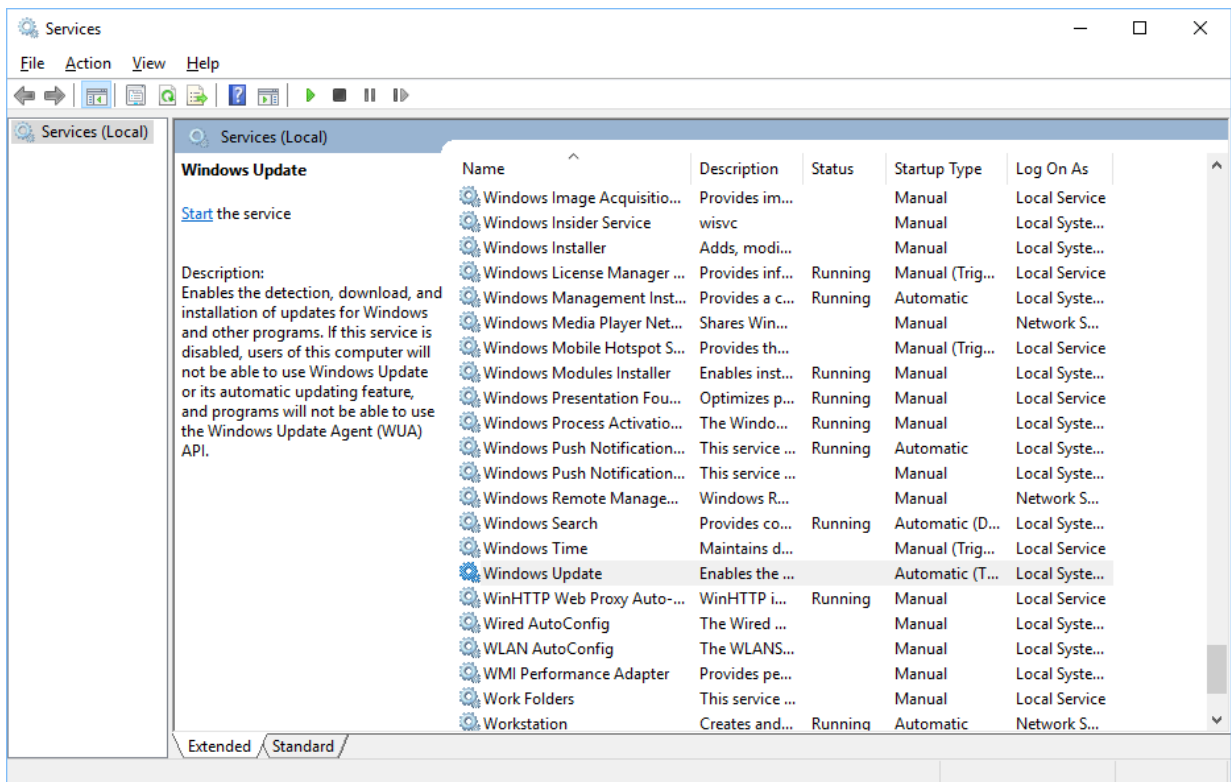 Services
File Action View Help
Services (Local)
Services (Local)
Windows Update
Start the service
Description:
Enables the detection, download, and
installation of updates for Windows
and other programs. If this service is
disabled, users of this computer will
not be able to use Windows Update
or its automatic updating feature,
and programs will not be able to use
the Windows Update Agent (WUA)
API.
Name Description Status Startup Type Log On As
Windows Image Acquisitio... Provides im... Manual Local Service
Windows Insider Service wisvc Manual Local Syste...
Windows Installer Adds, modi... Manual Local Syste...
Windows License Manager ... Provides inf... Running Manual (Trig... Local Service
Windows Management Inst... Provides a c... Running Automatic Local Syste...
Windows Media Player Net... Shares Win... Manual Network S...
Windows Mobile Hotspot S... Provides th... Manual (Trig... Local Service
Windows Modules Installer Enables inst... Running Manual Local Syste...
Windows Presentation Fou... Optimizes p... Running Manual Local Service
Windows Process Activatio... The Windo... Running Manual Local Syste...
Windows Push Notification... This service ... Running Automatic Local Syste...
Windows Push Notification... This service ... Manual Local Syste...
Windows Remote Manage... Windows R... Manual Network S...
Windows Search Provides co... Running Automatic (D... Local Syste...
Windows Time Maintains d... Manual (Trig... Local Service
Windows Update Enables the ... Automatic (T... Local Syste...
WinHTTP Web Proxy Auto-... WinHTTP i... Running Manual Local Service
Wired AutoConfig The Wired ... Manual Local Syste...
WLAN AutoConfig The WLANS... Manual Local Syste...
WMI Performance Adapter Provides pe... Manual Local Syste...
Work Folders This service ... Manual Local Service
Workstation Creates and... Running Automatic Network S...
Extended Standard